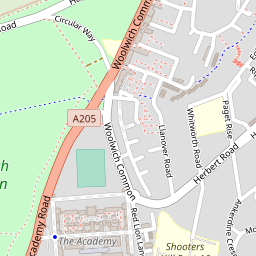 Road
Circular Way
Woolwich Common
A205
Woolwich Common
Llanover Road
Whitworth Road
Paget Rise
Herbert Road
Red Lion Lane
The Academy
Academy Road
Shooters